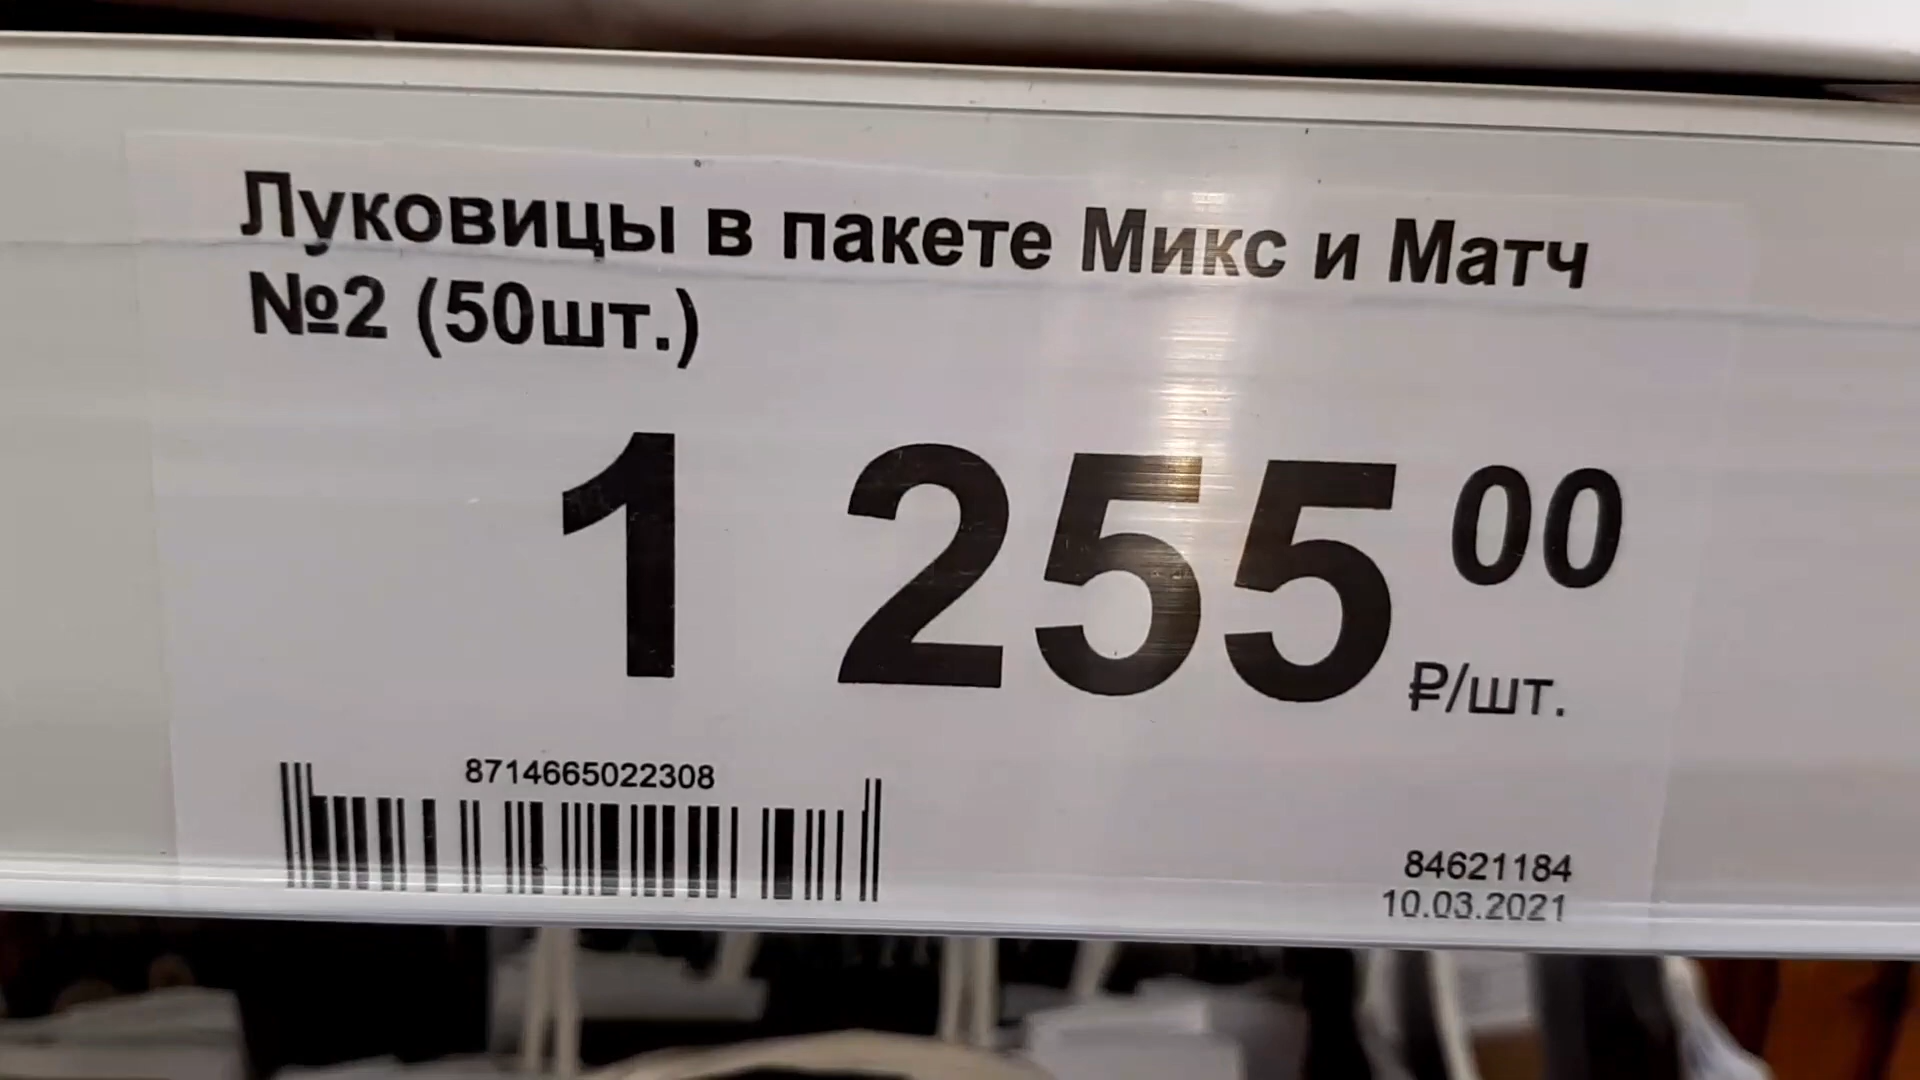 Луковицы в пакете Микс и Матч
№2 (50шт.)
1 255 00
₽/шт.
8714665022308
84621184
10.03.2021